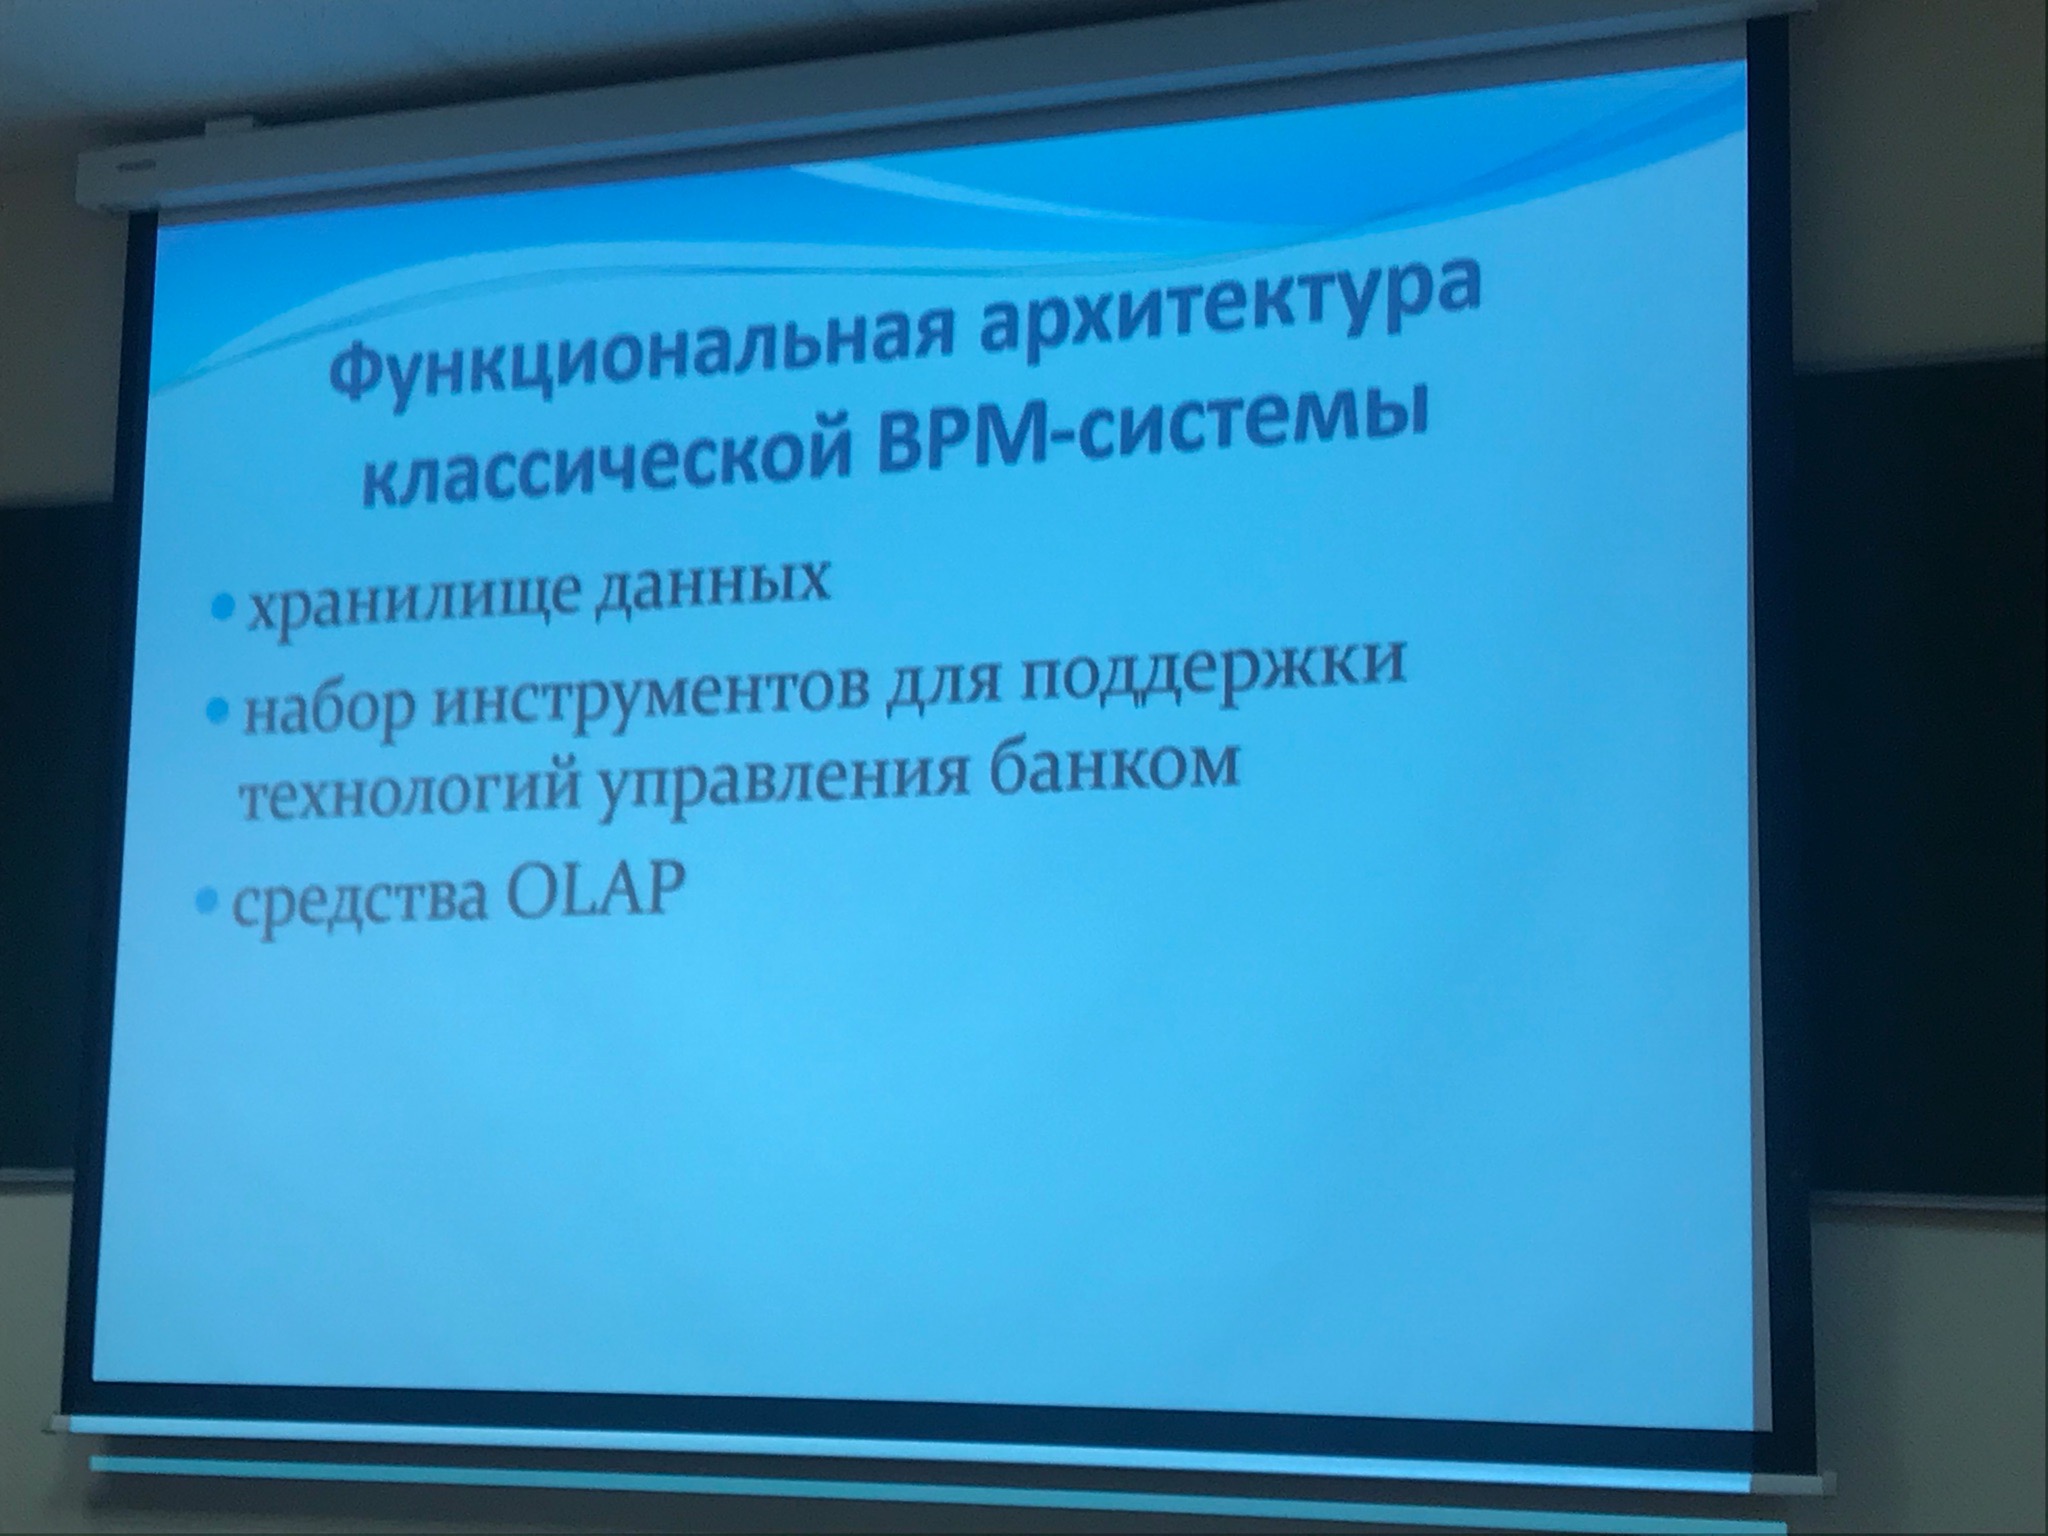 Функциональная архитектура
классической BPM-системы
• хранилище данных
• набор инструментов для поддержки
технологий управления банком
• средства OLAP